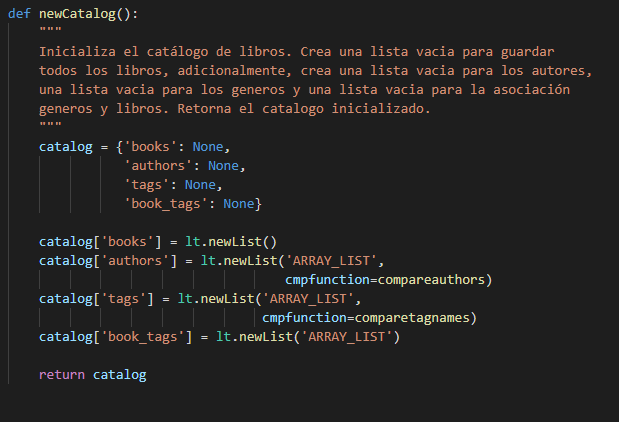 def newCatalog():
    """
    Inicializa el catálogo de libros. Crea una lista vacia para guardar
    todos los libros, adicionalmente, crea una lista vacia para los autores,
    una lista vacia para los generos y una lista vacia para la asociación
    generos y libros. Retorna el catalogo inicializado.
    """
    catalog = {'books': None,
               'authors': None,
               'tags': None,
               'book_tags': None}

    catalog['books'] = lt.newList()
    catalog['authors'] = lt.newList('ARRAY_LIST',
                                    cmpfunction=compareauthors)
    catalog['tags'] = lt.newList('ARRAY_LIST',
                                 cmpfunction=comparetagnames)
    catalog['book_tags'] = lt.newList('ARRAY_LIST')

    return catalog